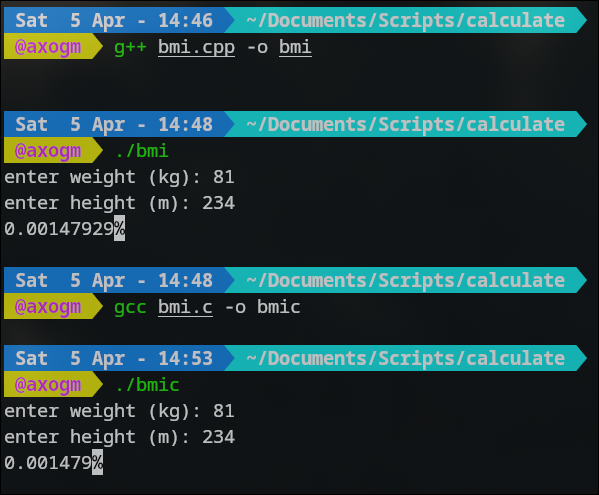 Sat 5 Apr - 14:46 ~/Documents/Scripts/calculate
@axogm g++ bmi.cpp -o bmi
Sat 5 Apr - 14:48 ~/Documents/Scripts/calculate
@axogm ./bmi
enter weight (kg): 81
enter height (m): 234
0.00147929%
Sat 5 Apr - 14:48 ~/Documents/Scripts/calculate
@axogm gcc bmi.c -o bmic
Sat 5 Apr - 14:53 ~/Documents/Scripts/calculate
@axogm ./bmic
enter weight (kg): 81
enter height (m): 234
0.001479%